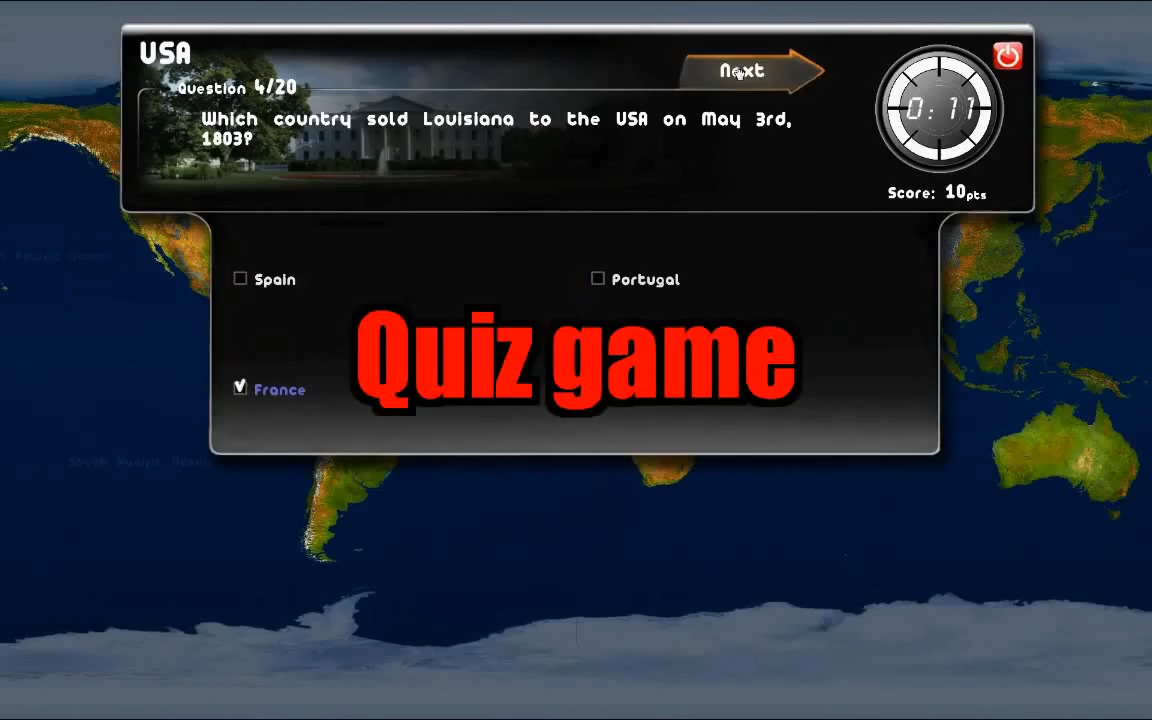 USA
Next
Question 4/20
Which country sold Louisiana to the USA on May 3rd,
1803?
0:11
Score: 10pts
Spain
Portugal
Quiz game
France